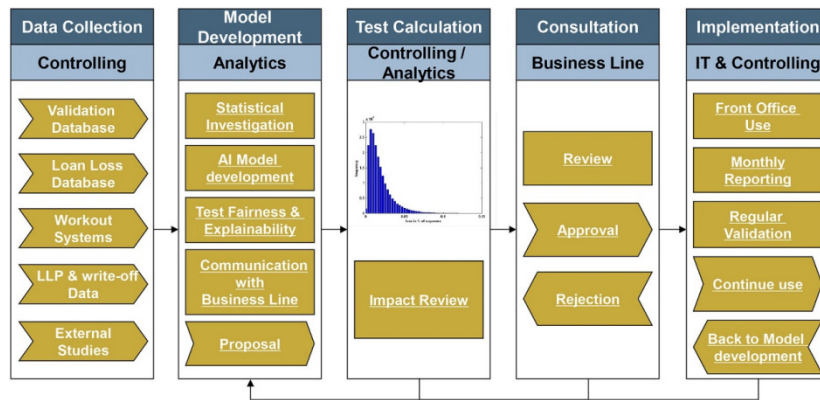 Data Collection
Controlling
Validation
Database
Loan Loss
Database
Workout
Systems
LLP & write-off
Data
External
Studies
Model
Development
Analytics
Statistical
Investigation
AI Model
development
Test Fairness &
Explainability
Communication
with
Business Line
Proposal
Test Calculation
Controlling /
Analytics
Impact Review
Consultation
Business Line
Review
Approval
Rejection
Implementation
IT & Controlling
Front Office
Use
Monthly
Reporting
Regular
Validation
Continue use
Back to Model
development